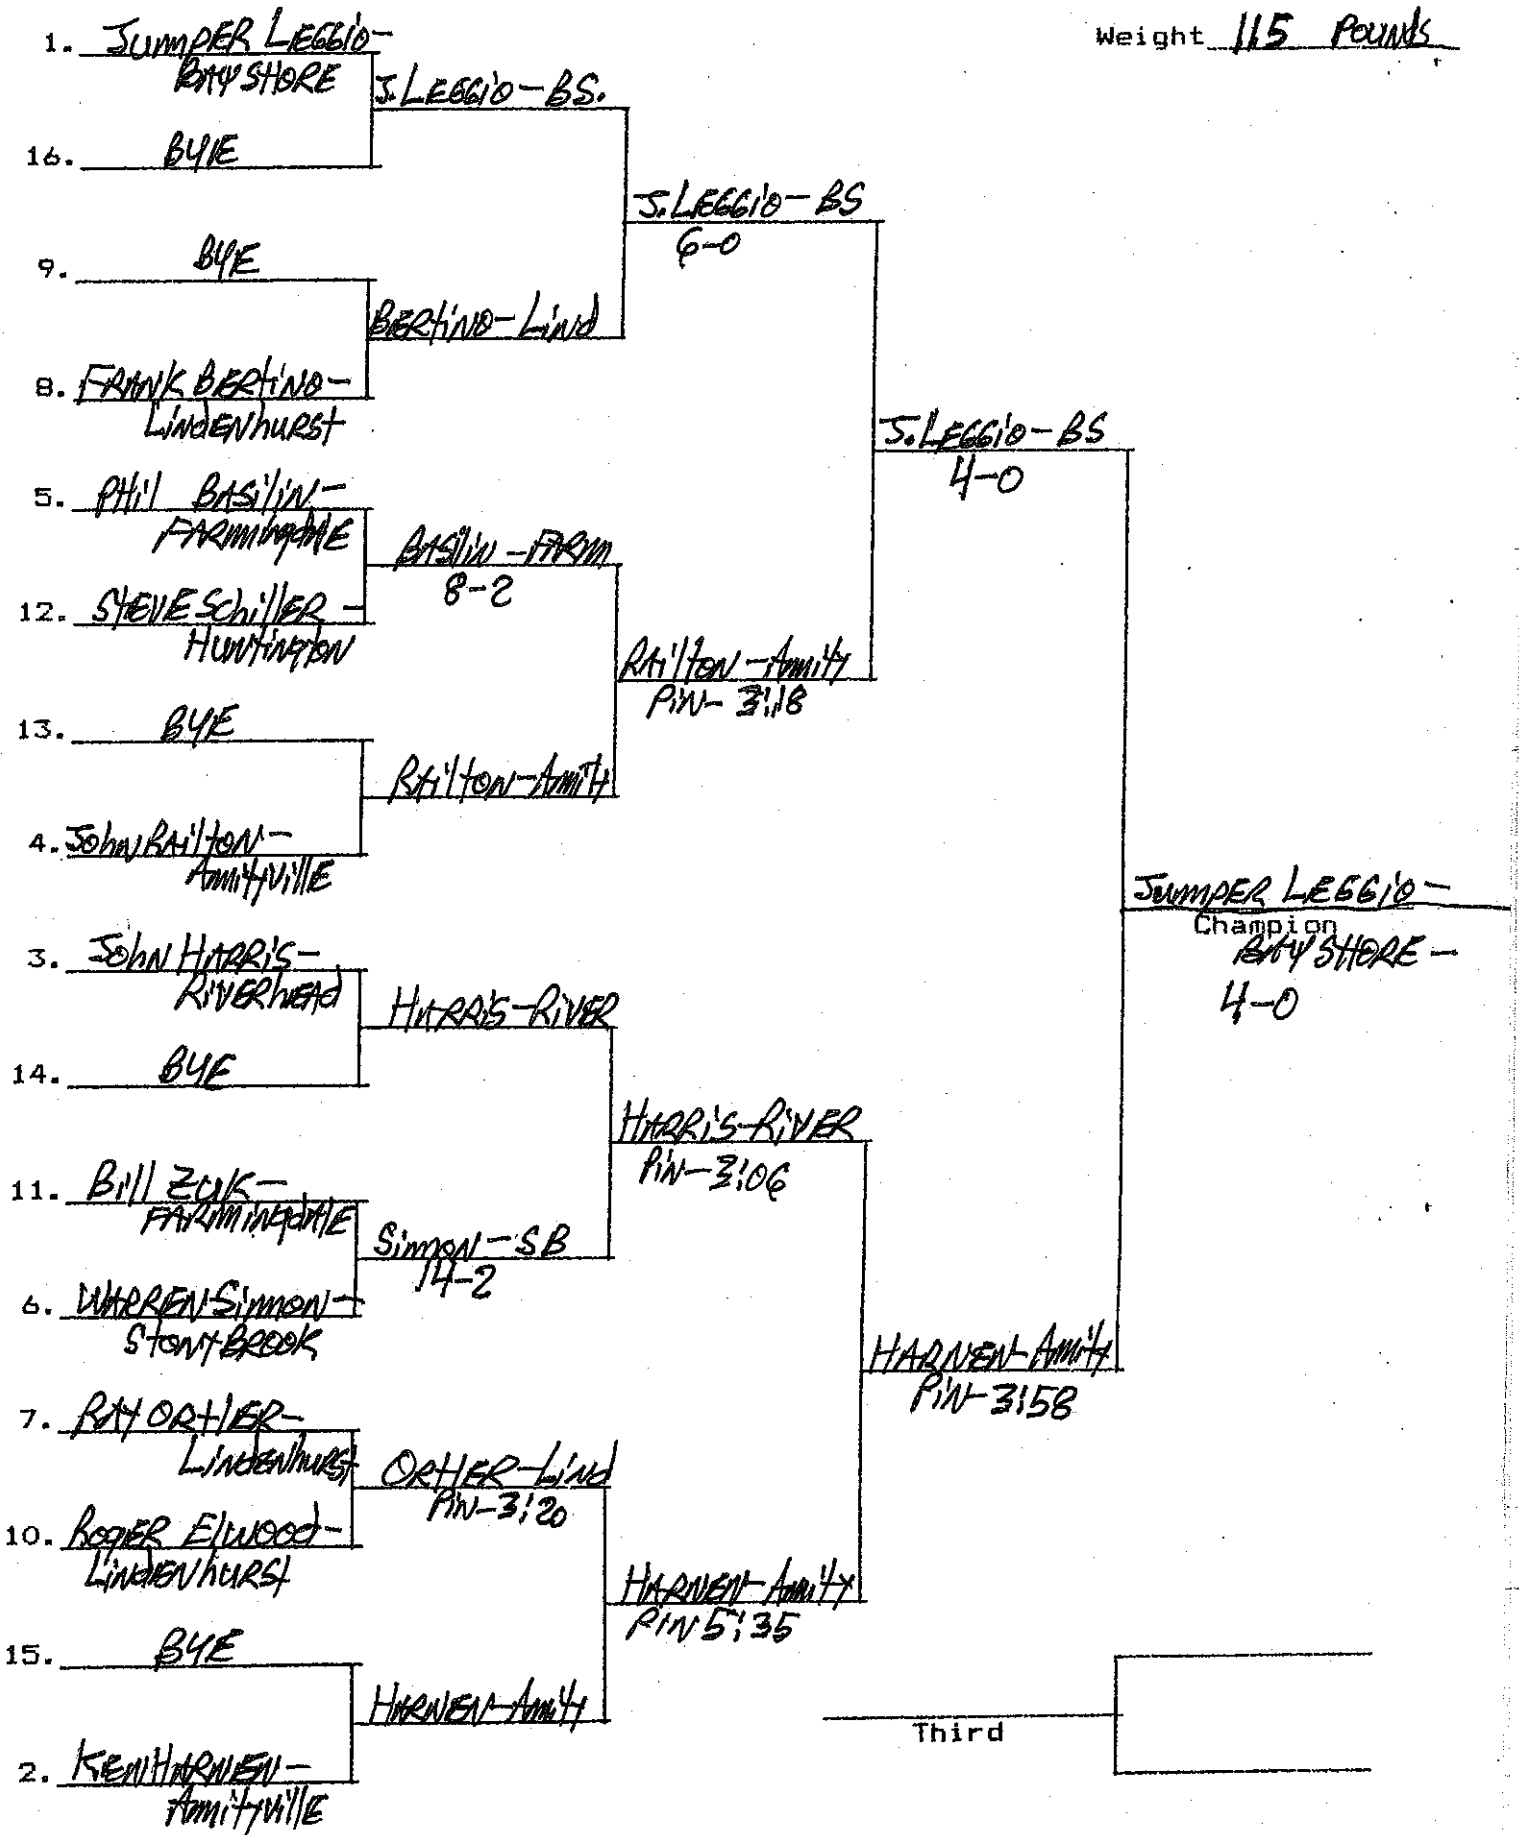 Weight 115 POUNDS
1. JUMPER LEGGIO-
BAYSHORE
J. LEGGIO-BS.
16. BYE
J. LEGGIO-BS
6-0
9. BYE
BERTINO-Lind
8. FRANK BERTINO-
LINDENHURST
J. LEGGIO-BS
4-0
5. PHIL BASILIN-
FARMINGDALE
BASILIN-FARM
8-2
12. STEVE SCHILLER-
HUNTINGTON
RAILTON-AMITY
PIN-3:18
13. BYE
RAILTON-AMITY
4. JOHN RAILTON-
AMITYVILLE
JUMPER LEGGIO-
Champion
BAYSHORE-
4-0
3. JOHN HARRIS-
RIVERHEAD
HARRIS-RIVER
14. BYE
HARRIS-RIVER
PIN-3:06
11. BILL ZUK-
FARMINGDALE
SIMON-SB
14-2
6. WARREN SIMMON-
STONYBROOK
HARNEN-AMITY
PIN-3:58
7. RAY ORTHER-
LINDENHURST
ORTHER-LIND
PIN-3:20
10. ROGER ELWOOD-
LINDENHURST
HARNEN-AMITY
PIN 5:35
15. BYE
HARNEN-AMITY
Third
2. KEN HARNEN-
AMITYVILLE